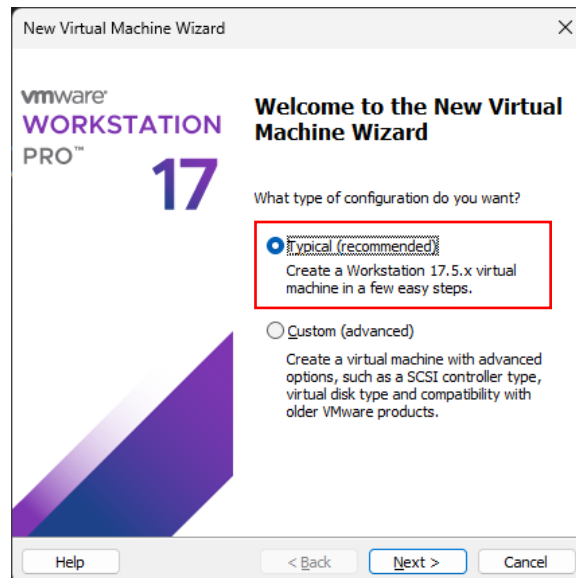 New Virtual Machine Wizard
vmware
WORKSTATION
PRO™
17
Welcome to the New Virtual
Machine Wizard
What type of configuration do you want?
Typical (recommended)
Create a Workstation 17.5.x virtual
machine in a few easy steps.
Custom (advanced)
Create a virtual machine with advanced
options, such as a SCSI controller type,
virtual disk type and compatibility with
older VMware products.
Help
< Back
Next >
Cancel